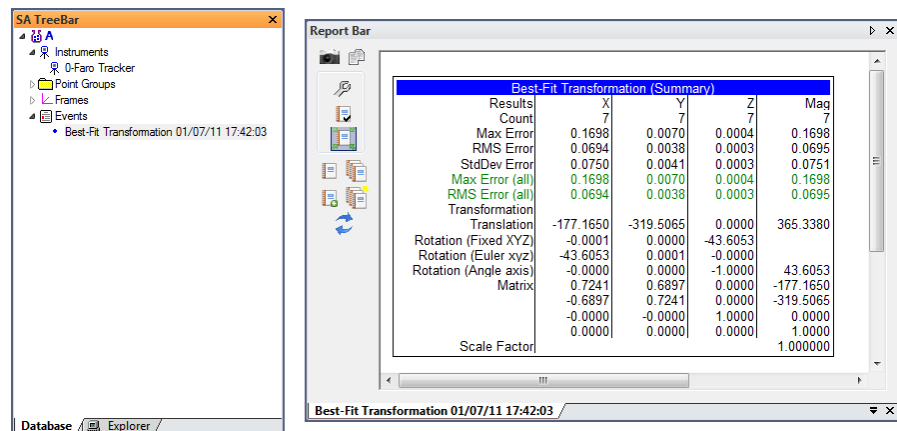 SA TreeBar
A
Instruments
0-Faro Tracker
Point Groups
Frames
Events
Best-Fit Transformation 01/07/11 17:42:03
Database Explorer
Report Bar
Best-Fit Transformation (Summary)
Results X Y Z Mag
Count 7 7 7 7
Max Error 0.1698 0.0070 0.0004 0.1698
RMS Error 0.0694 0.0038 0.0003 0.0695
StdDev Error 0.0750 0.0041 0.0003 0.0751
Max Error (all) 0.1698 0.0070 0.0004 0.1698
RMS Error (all) 0.0694 0.0038 0.0003 0.0695
Transformation
Translation -177.1650 -319.5065 0.0000 365.3380
Rotation (Fixed XYZ) -0.0001 0.0000 -43.6053
Rotation (Euler xyz) -43.6053 0.0001 -0.0000
Rotation (Angle axis) -0.0000 0.0000 -1.0000 43.6053
Matrix 0.7241 0.6897 0.0000 -177.1650
-0.6897 0.7241 0.0000 -319.5065
-0.0000 -0.0000 1.0000 0.0000
0.0000 0.0000 0.0000 1.0000
Scale Factor 1.000000
Best-Fit Transformation 01/07/11 17:42:03